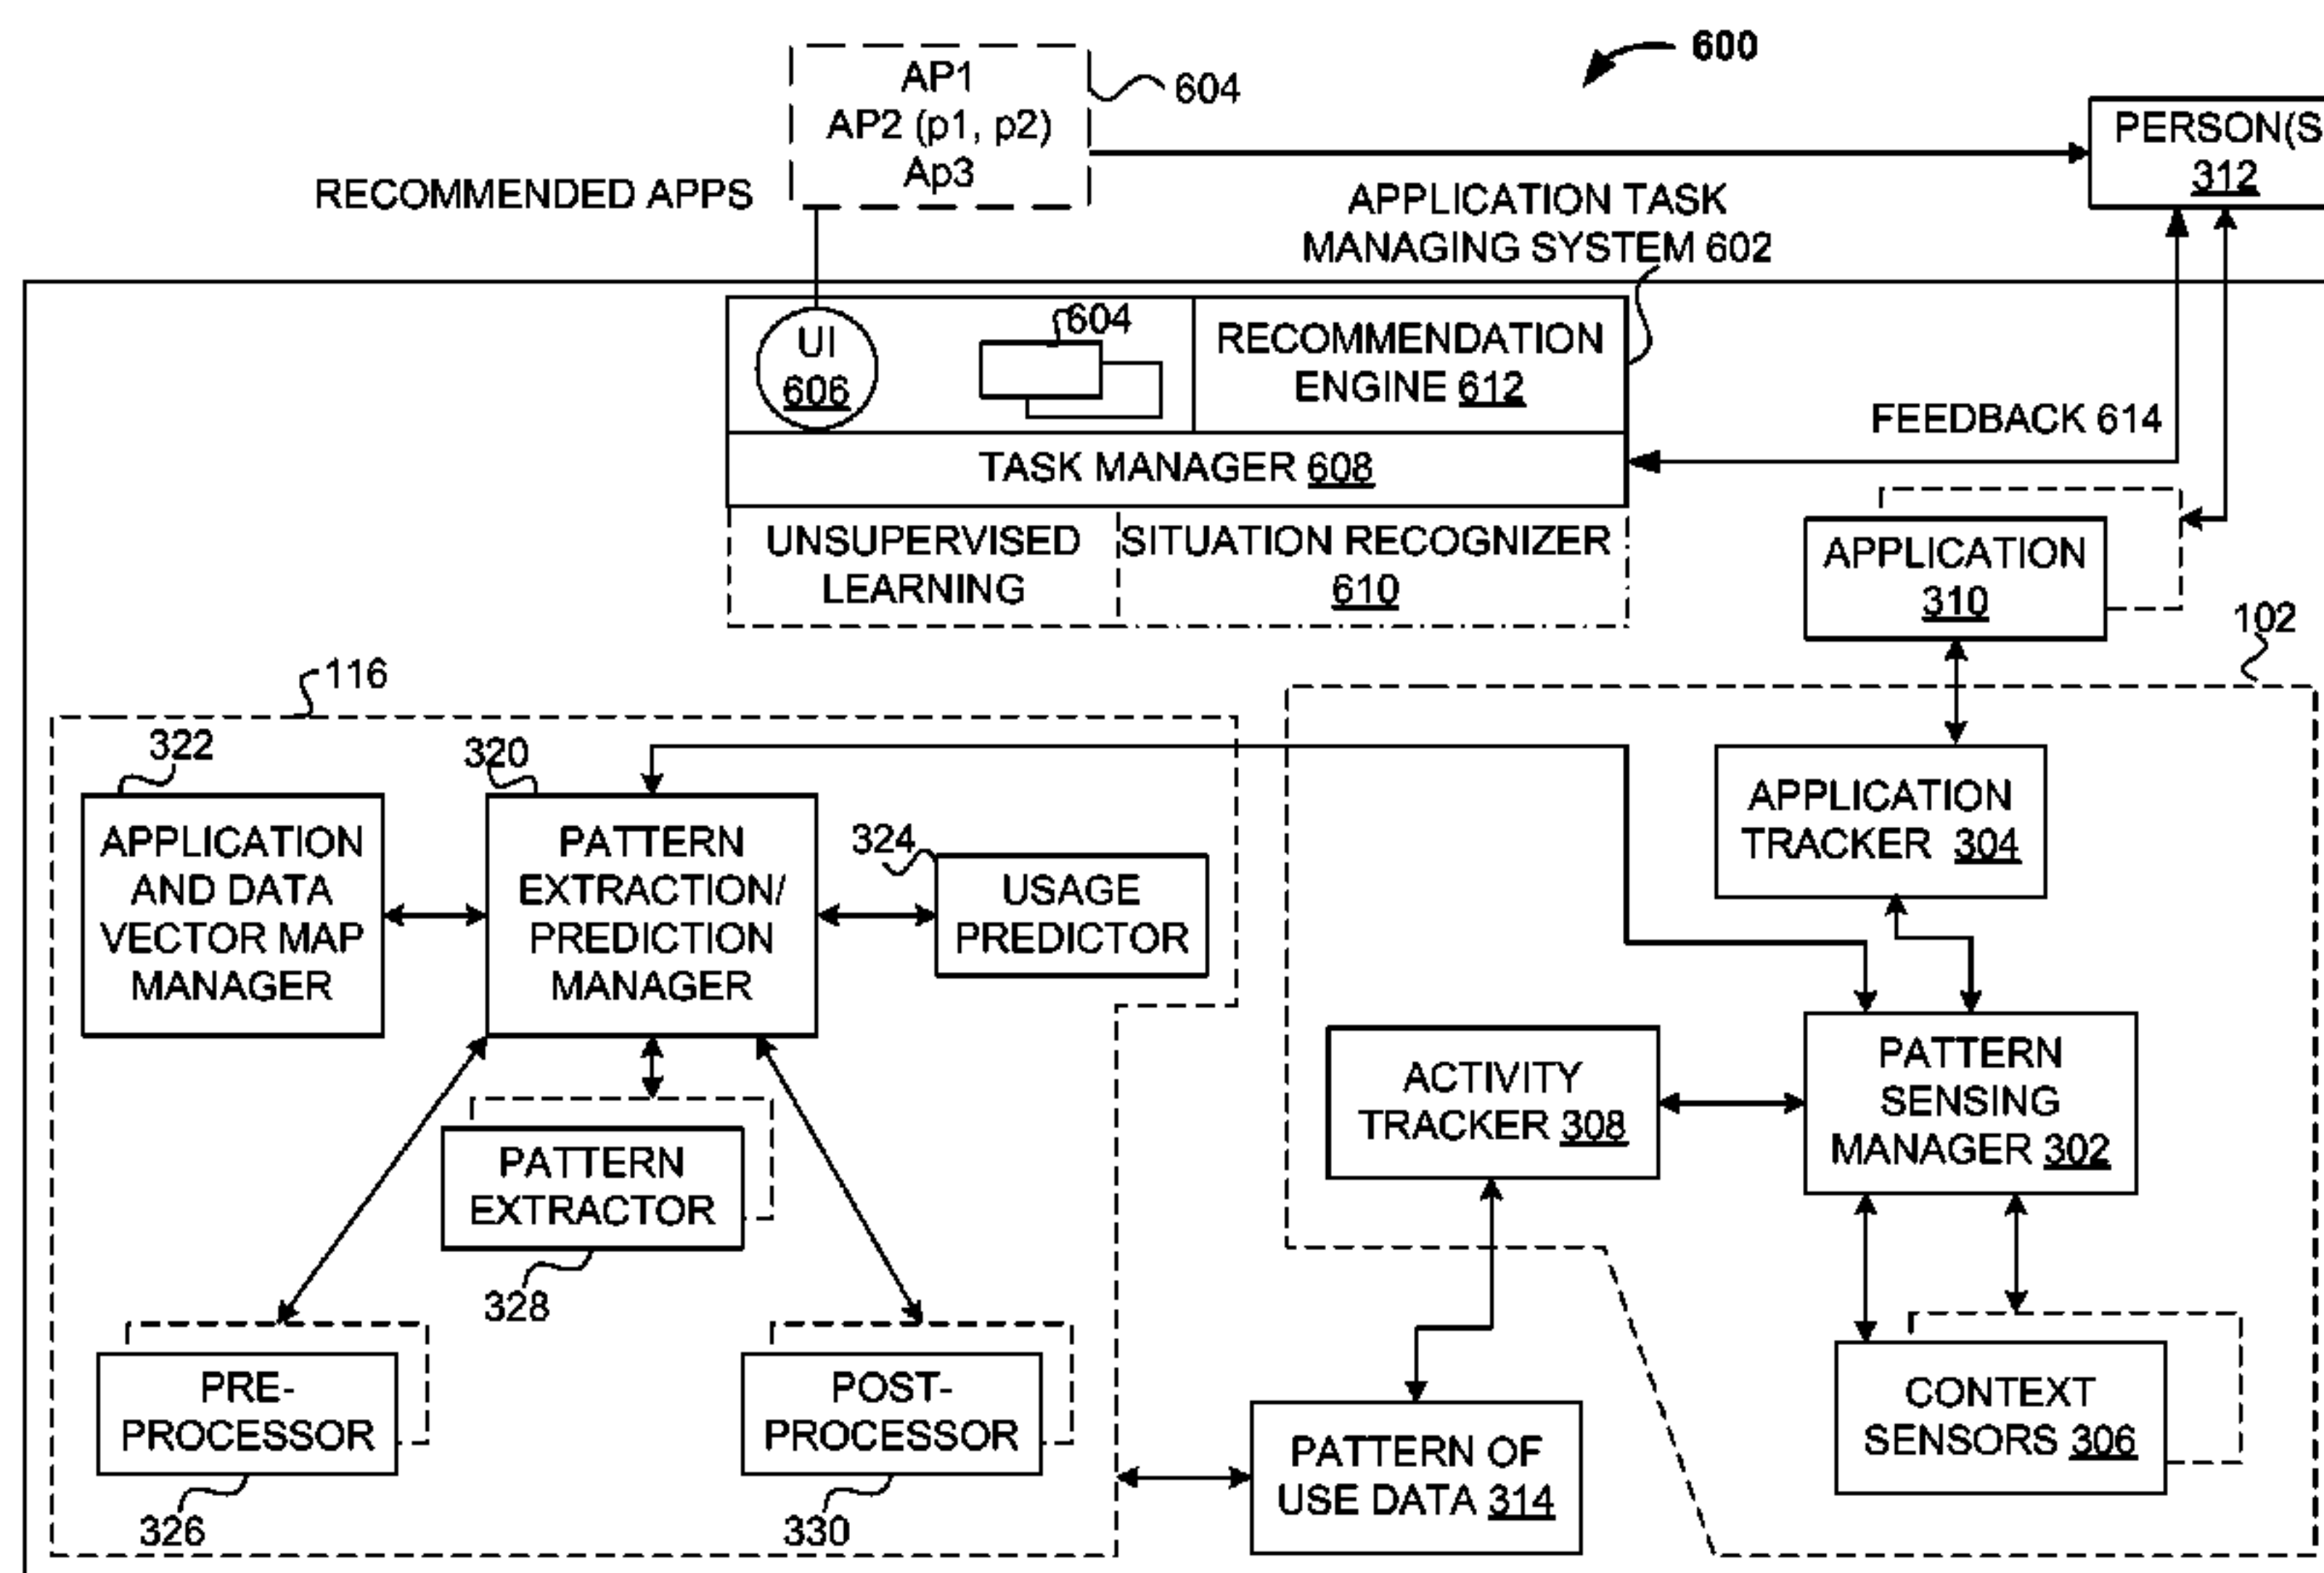 600
AP1
AP2 (p1, p2)
Ap3
604
PERSON(S
312
RECOMMENDED APPS
APPLICATION TASK
MANAGING SYSTEM 602
UI
606
604
RECOMMENDATION
ENGINE 612
FEEDBACK 614
TASK MANAGER 608
UNSUPERVISED
LEARNING
SITUATION RECOGNIZER
610
APPLICATION
310
102
116
322
320
APPLICATION
AND DATA
VECTOR MAP
MANAGER
PATTERN
EXTRACTION/
PREDICTION
MANAGER
324
USAGE
PREDICTOR
APPLICATION
TRACKER 304
ACTIVITY
TRACKER 308
PATTERN
SENSING
MANAGER 302
PATTERN
EXTRACTOR
328
PRE-
PROCESSOR
326
POST-
PROCESSOR
330
PATTERN OF
USE DATA 314
CONTEXT
SENSORS 306